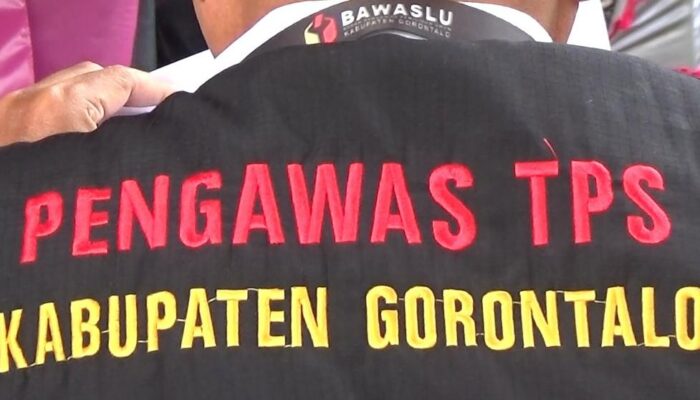 BAWASLU
KABUPATEN GORONTALO
PENGAWAS TPS
KABUPATEN GORONTALO